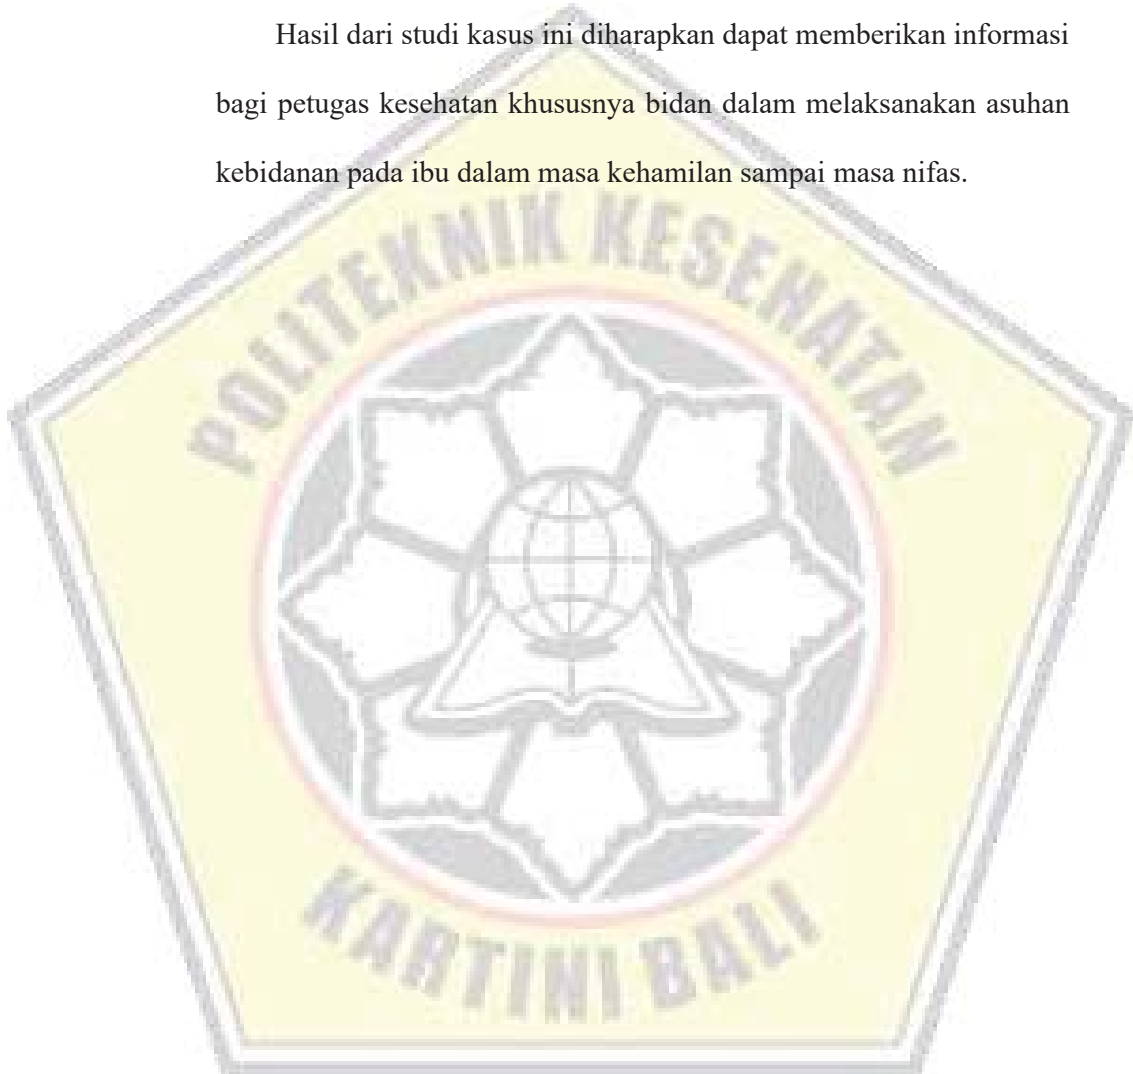 Hasil dari studi kasus ini diharapkan dapat memberikan informasi
bagi petugas kesehatan khususnya bidan dalam melaksanakan asuhan
kebidanan pada ibu dalam masa kehamilan sampai masa nifas.
POLITEKNIK KESEHATAN
KARTINI BALI